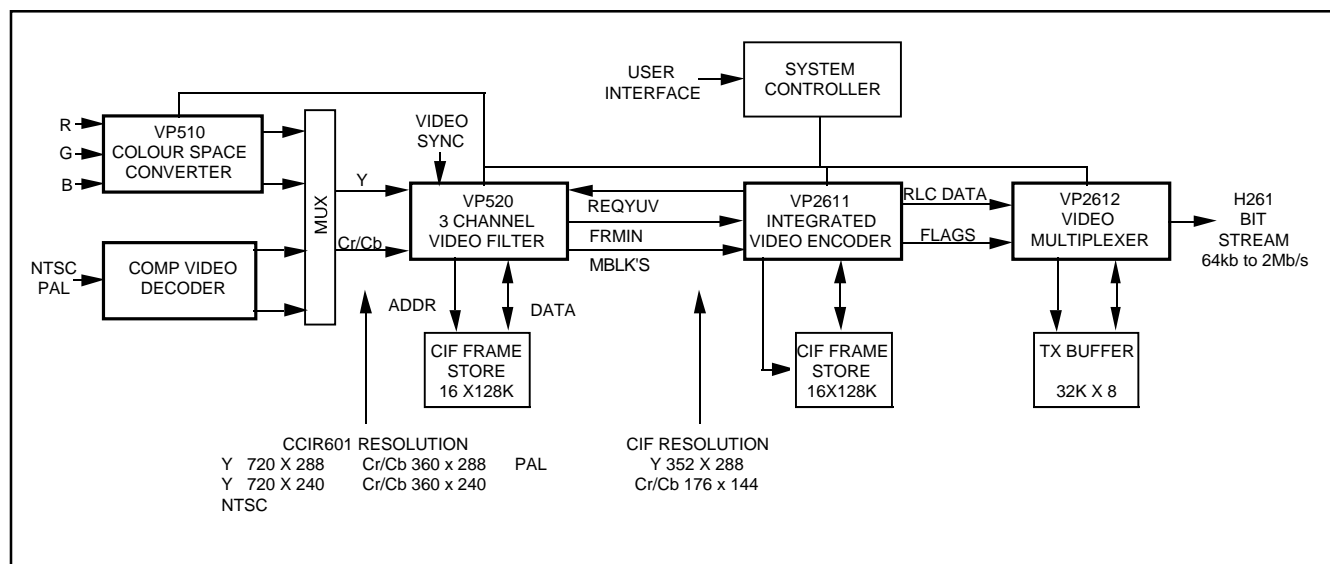 USER
INTERFACE
SYSTEM
CONTROLLER
R
G
B
VP510
COLOUR SPACE
CONVERTER
NTSC
PAL
COMP VIDEO
DECODER
MUX
Y
Cr/Cb
VIDEO
SYNC
VP520
3 CHANNEL
VIDEO FILTER
REQYUV
FRMIN
MBLK'S
VP2611
INTEGRATED
VIDEO ENCODER
RLC DATA
FLAGS
VP2612
VIDEO
MULTIPLEXER
H261
BIT
STREAM
64kb to 2Mb/s
ADDR
DATA
CIF FRAME
STORE
16 X128K
CIF FRAME
STORE
16X128K
TX BUFFER
32K X 8
CCIR601 RESOLUTION
Y 720 X 288 Cr/Cb 360 x 288 PAL
Y 720 X 240 Cr/Cb 360 x 240
NTSC
CIF RESOLUTION
Y 352 X 288
Cr/Cb 176 x 144